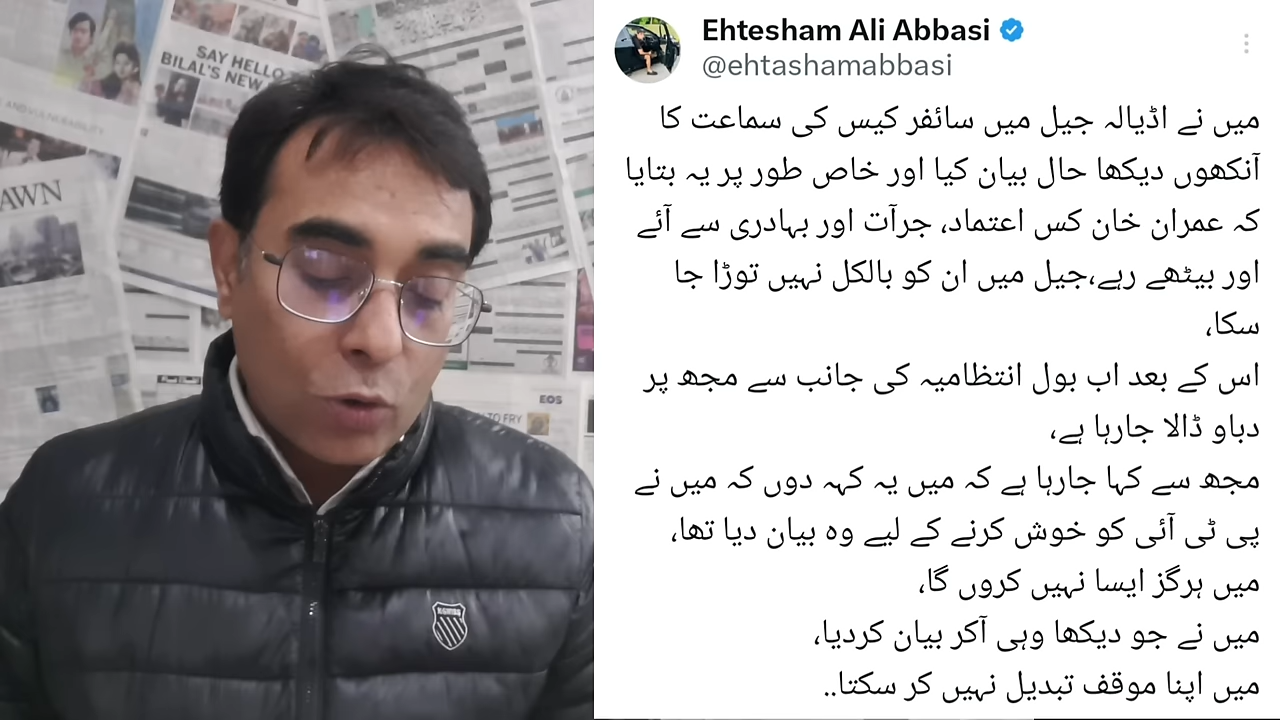 SAY HELLO
BILAL'S NEW
AWN
EOS
TO FRY
Ehtesham Ali Abbasi
@ehtashamabbasi
میں نے اڈیالہ جیل میں سائفر کیس کی سماعت کا
آنکھوں دیکھا حال بیان کیا اور خاص طور پر یہ بتایا
کہ عمران خان کس اعتماد، جرآت اور بہادری سے آئے
اور بیٹھے رہے،جیل میں ان کو بالکل نہیں توڑا جا
سکا،
اس کے بعد اب بول انتظامیہ کی جانب سے مجھ پر
دباو ڈالا جارہا ہے،
مجھ سے کہا جارہا ہے کہ میں یہ کہہ دوں کہ میں نے
پی ٹی آئی کو خوش کرنے کے لیے وہ بیان دیا تھا،
میں ہرگز ایسا نہیں کروں گا،
میں نے جو دیکھا وہی آکر بیان کردیا،
میں اپنا موقف تبدیل نہیں کر سکتا..